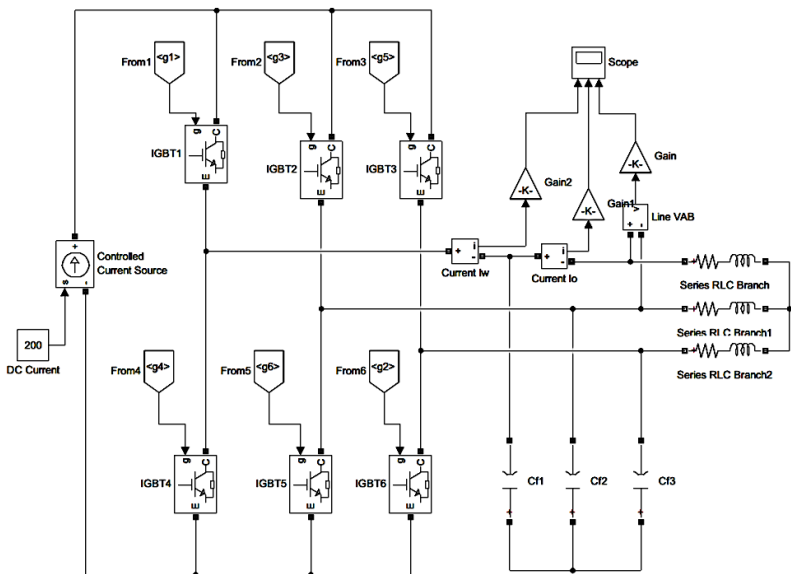 <g1>
<g3>
<g5>
From1
From2
From3
Scope
g
C
g
C
g
C
IGBT1
IGBT2
IGBT3
E
E
E
-K-
Gain2
-K-
Gain1
-K-
Gain
v
+
-
Line VAB
+
s
-
Controlled
Current Source
+
i
-
Current Iw
+
i
-
Current Io
+
Series RLC Branch
+
Series RLC Branch1
+
Series RLC Branch2
200
DC Current
<g4>
<g6>
<g2>
From4
From5
From6
g
C
g
C
g
C
IGBT4
IGBT5
IGBT6
E
E
E
Cf1
Cf2
Cf3
+
+
+